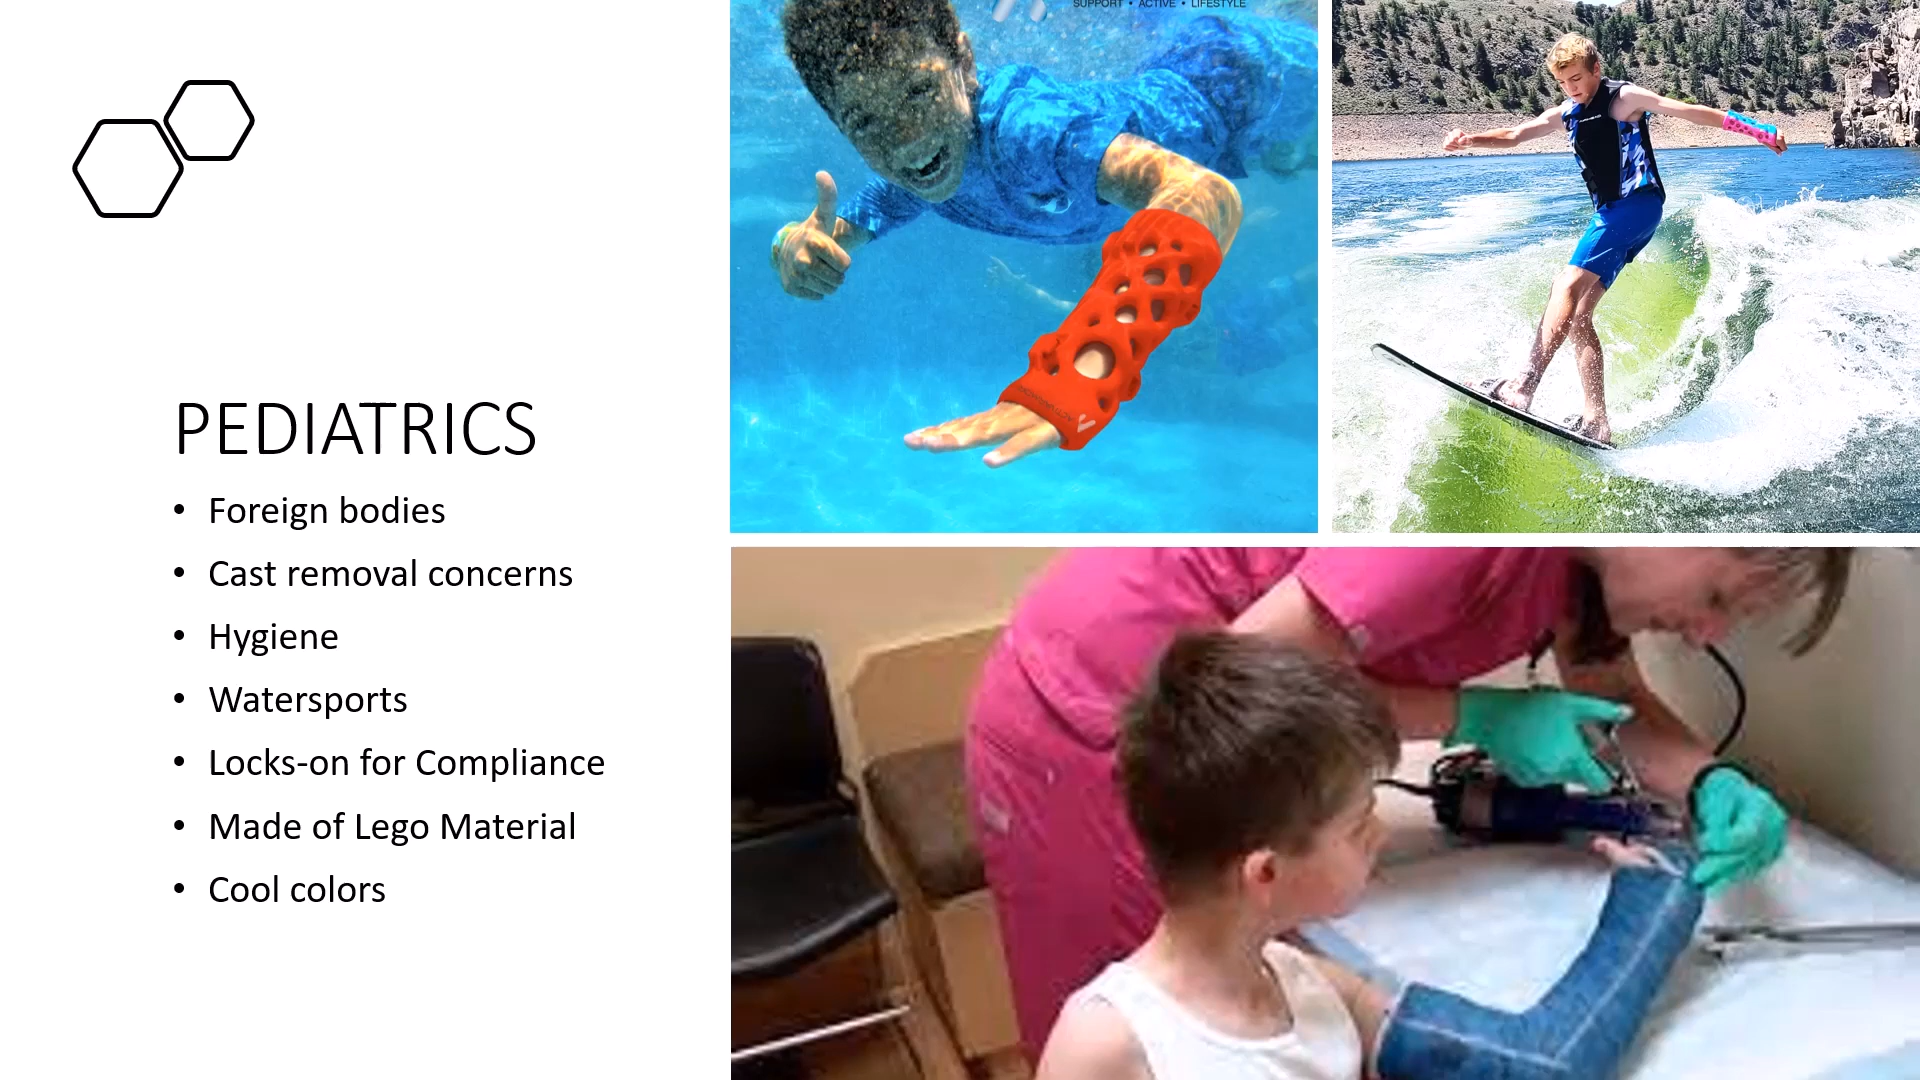 SUPPORT • ACTIVE • LIFESTYLE
PEDIATRICS
• Foreign bodies
• Cast removal concerns
• Hygiene
• Watersports
• Locks-on for Compliance
• Made of Lego Material
• Cool colors